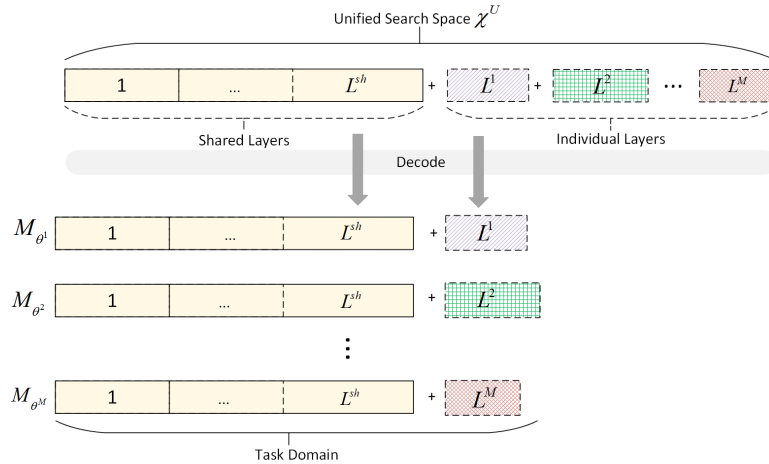 Unified Search Space χ^U
1 ... L^sh + L^1 + L^2 ... L^M
Shared Layers Individual Layers
Decode
M_θ^1 1 ... L^sh + L^1
M_θ^2 1 ... L^sh + L^2
⋮
M_θ^M 1 ... L^sh + L^M
Task Domain